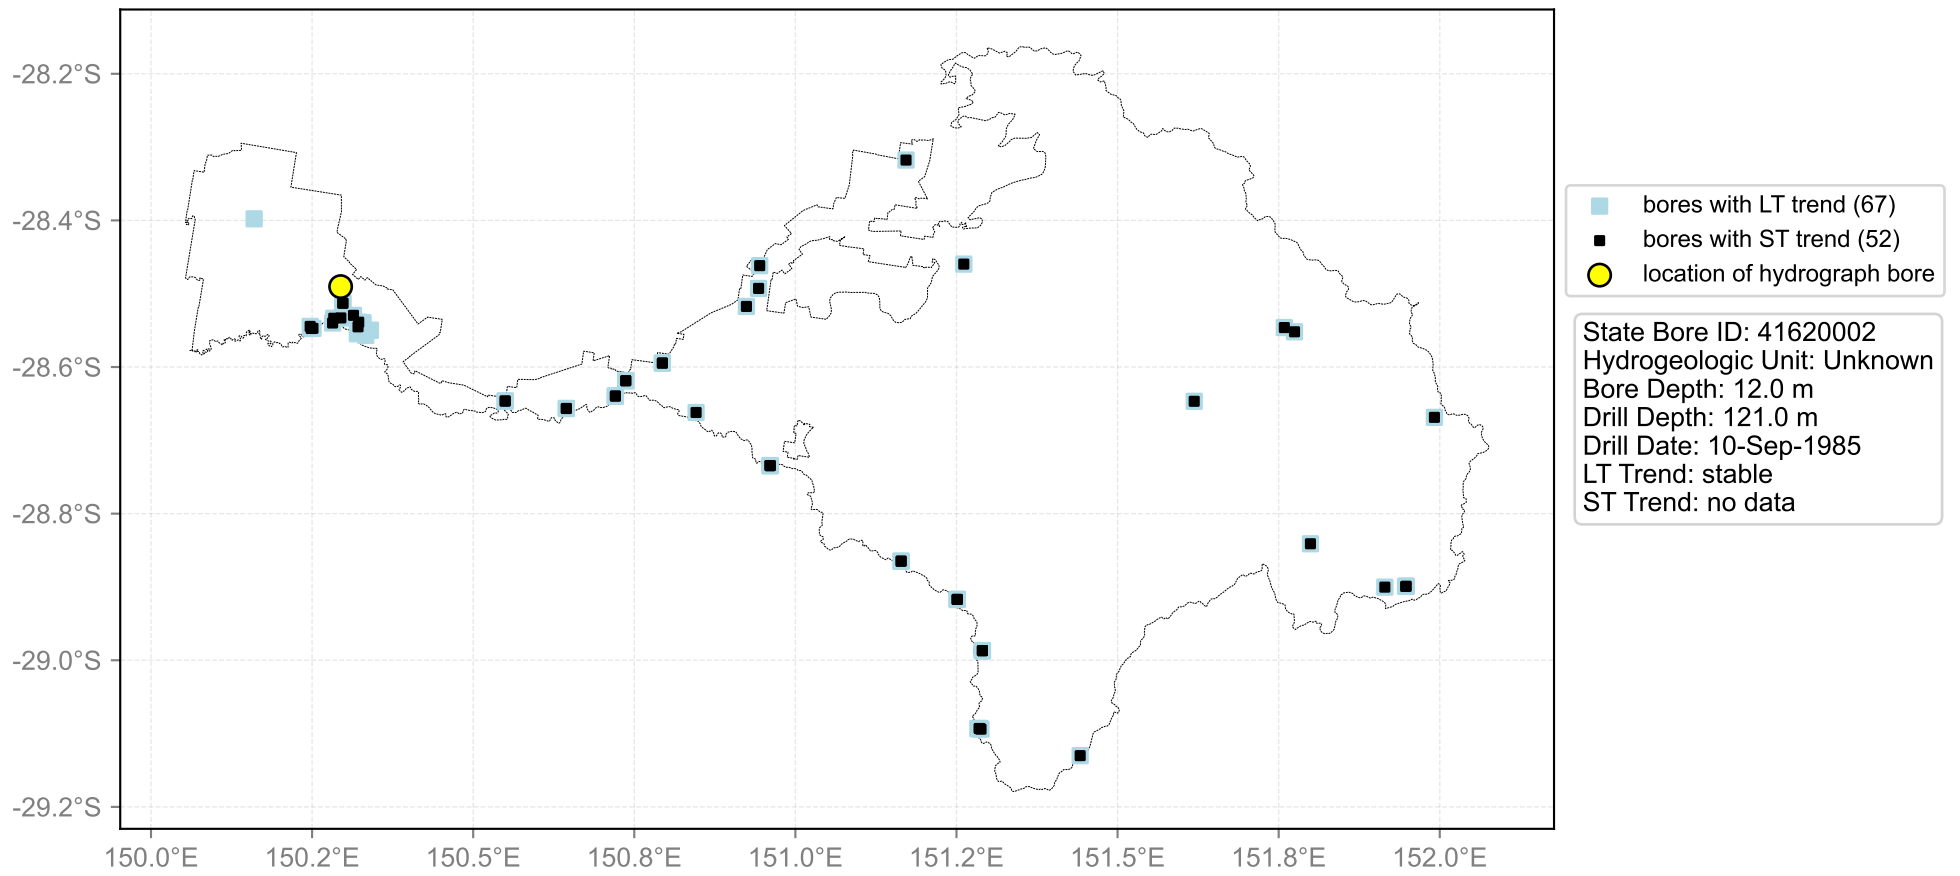 -28.2°S
-28.4°S
-28.6°S
-28.8°S
-29.0°S
-29.2°S
150.0°E 150.2°E 150.5°E 150.8°E 151.0°E 151.2°E 151.5°E 151.8°E 152.0°E
bores with LT trend (67)
bores with ST trend (52)
location of hydrograph bore
State Bore ID: 41620002
Hydrogeologic Unit: Unknown
Bore Depth: 12.0 m
Drill Depth: 121.0 m
Drill Date: 10-Sep-1985
LT Trend: stable
ST Trend: no data